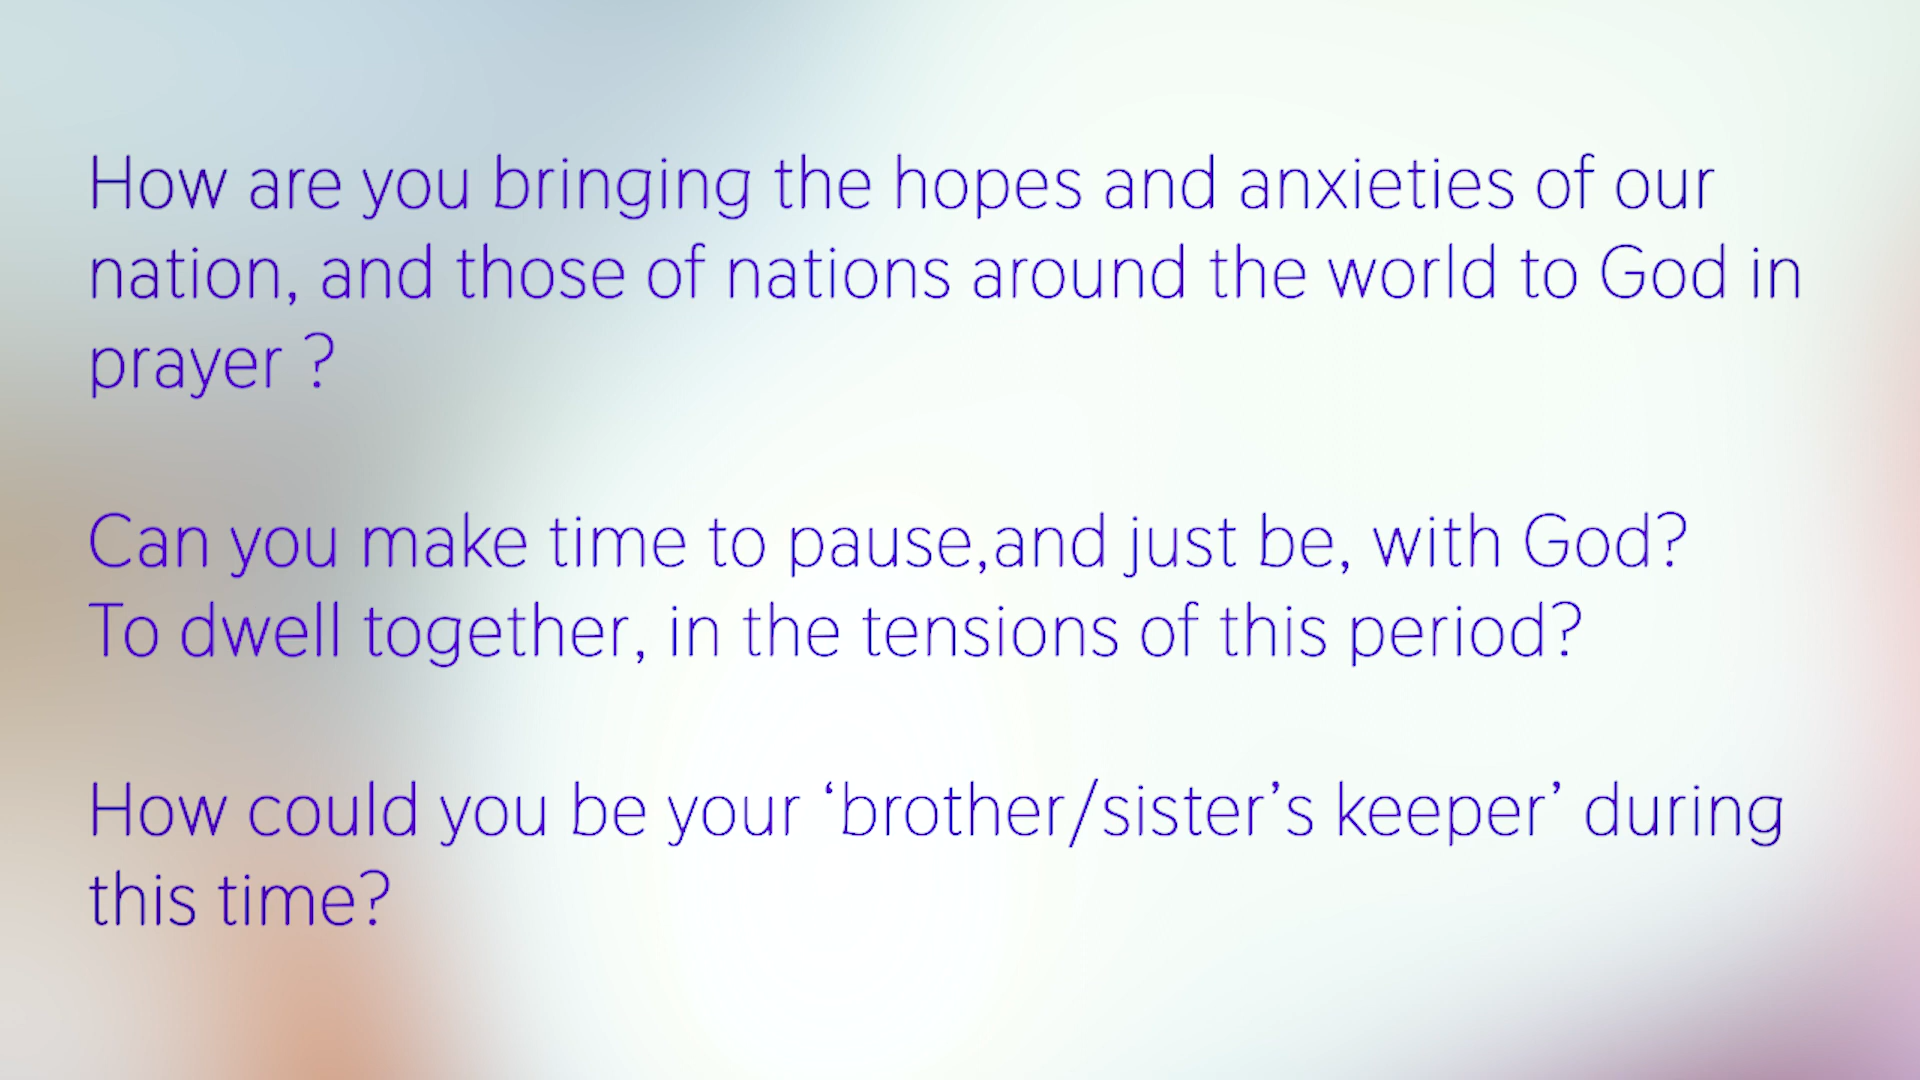 How are you bringing the hopes and anxieties of our
nation, and those of nations around the world to God in
prayer ?
Can you make time to pause,and just be, with God?
To dwell together, in the tensions of this period?
How could you be your ‘brother/sister’s keeper’ during
this time?